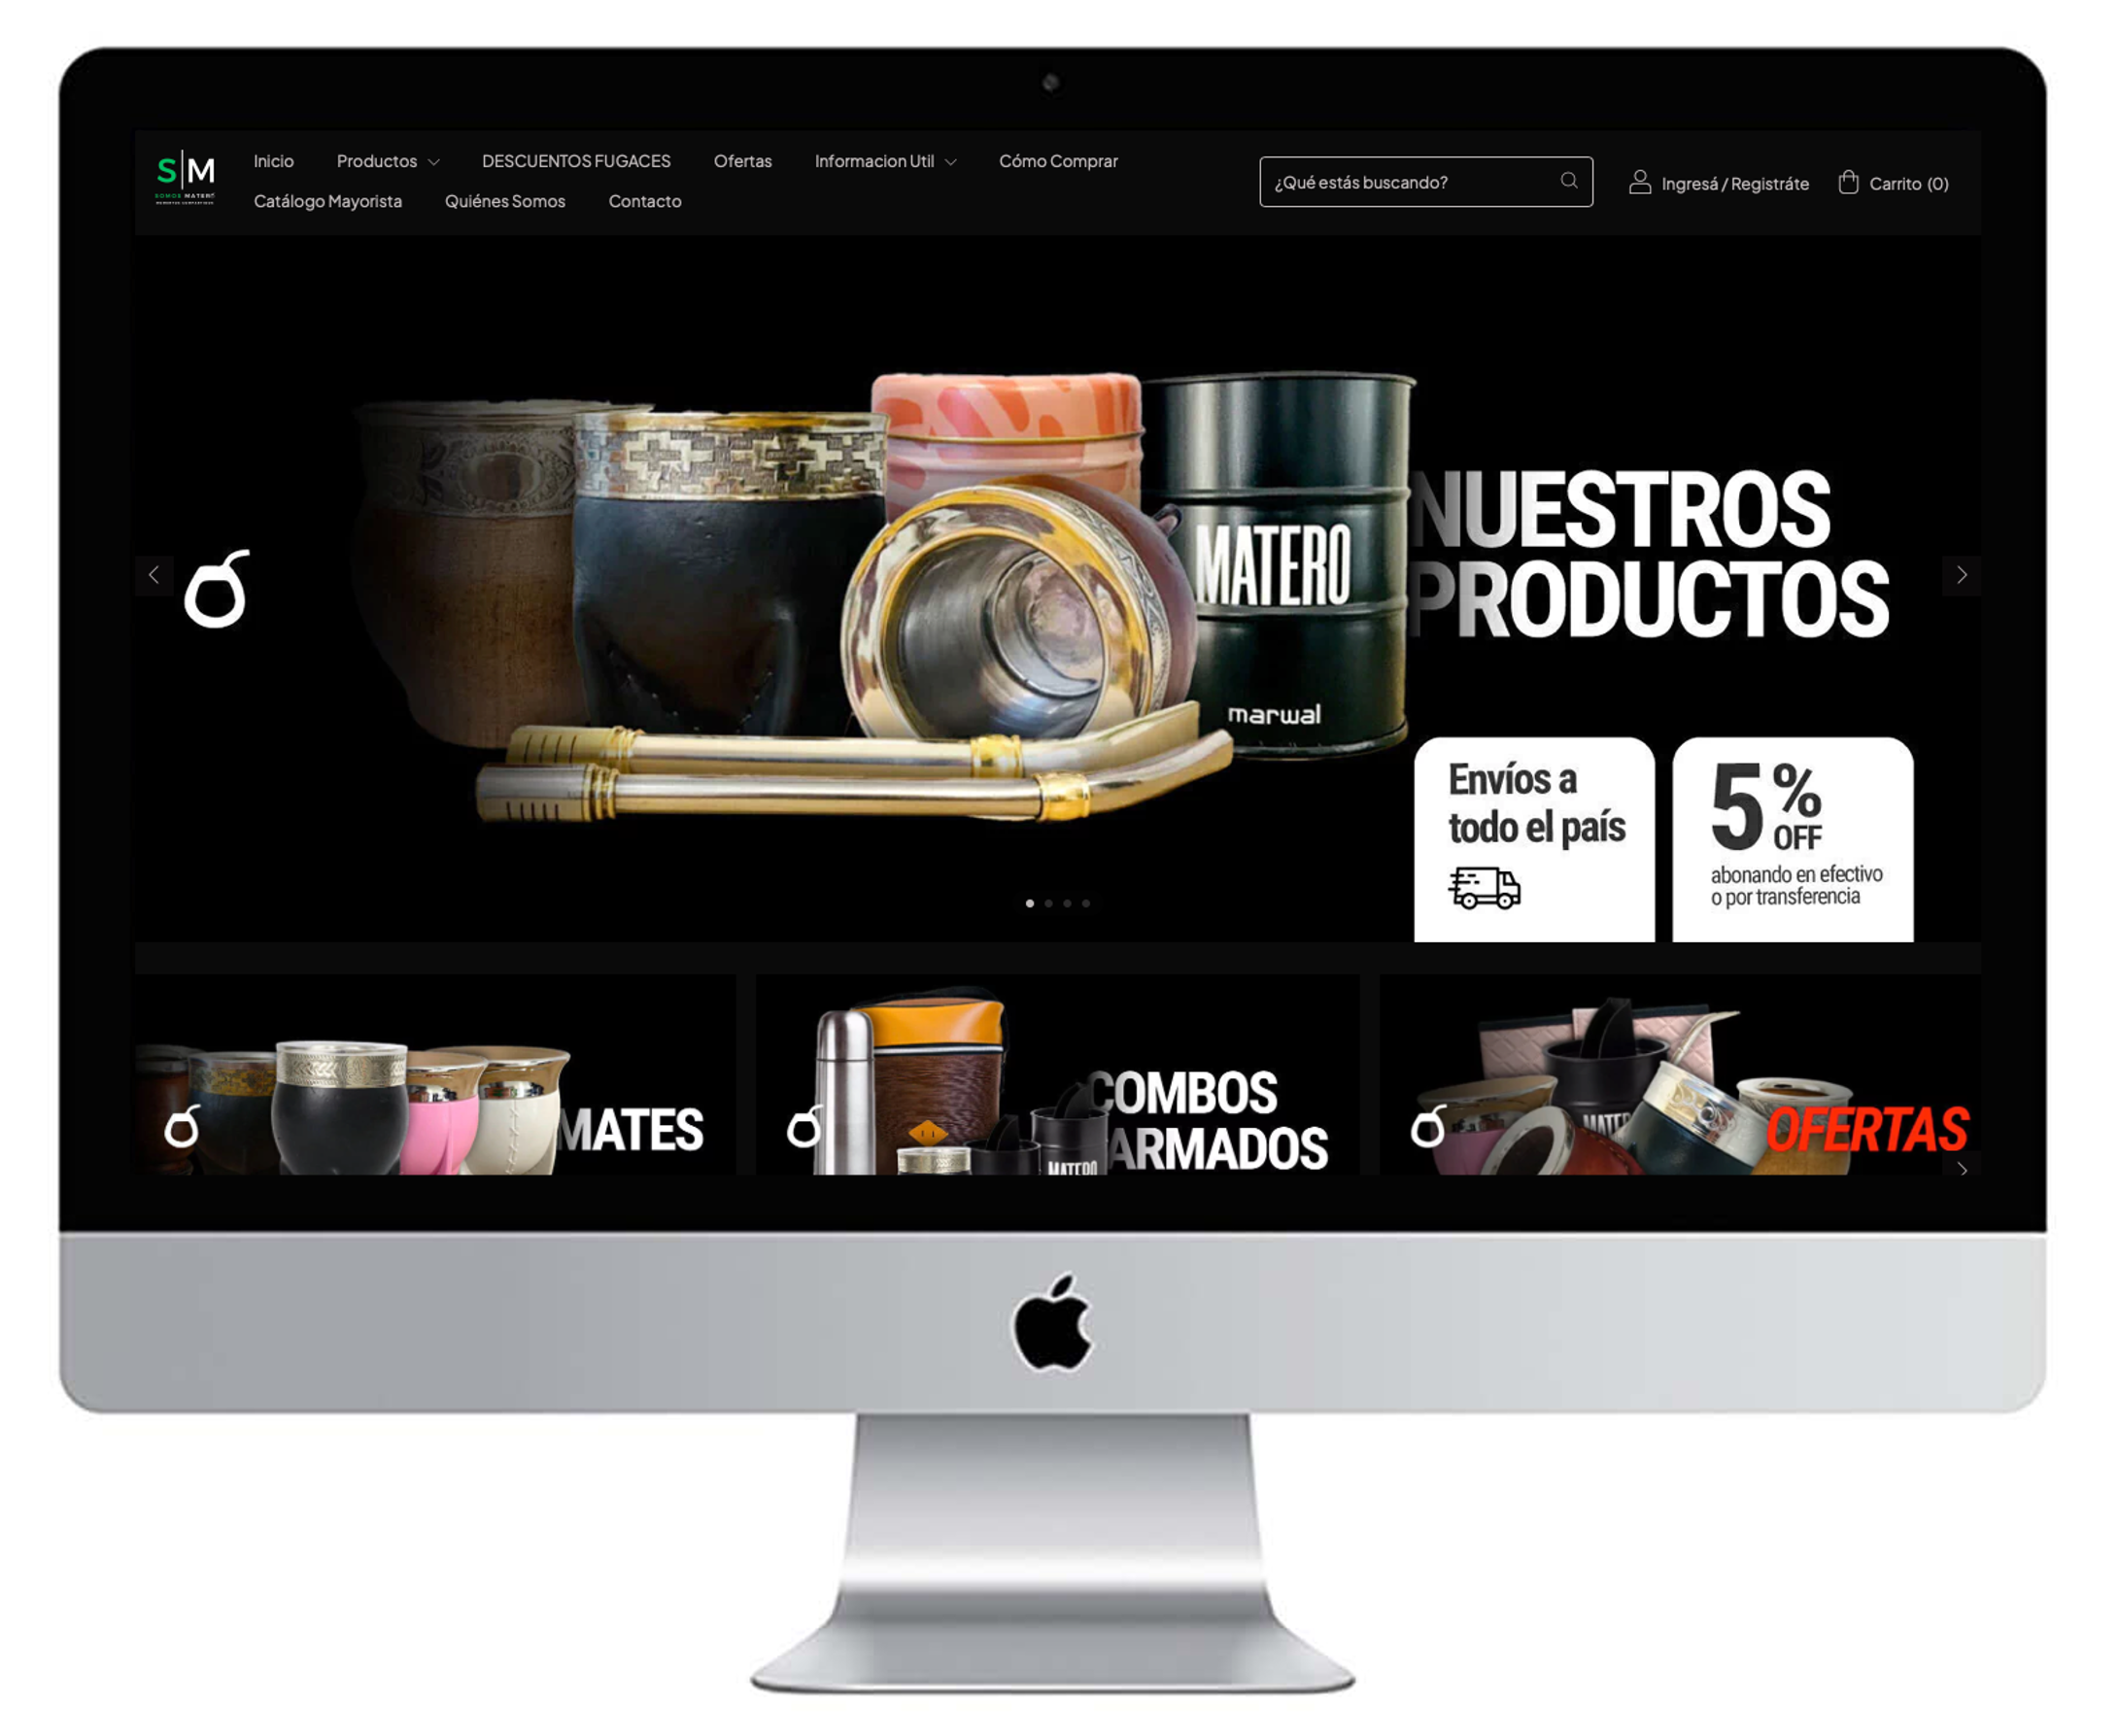 S|M
SOMOS MATERO
Inicio
Productos
DESCUENTOS FUGACES
Ofertas
Informacion Util
Cómo Comprar
Catálogo Mayorista
Quiénes Somos
Contacto
¿Qué estás buscando?
Ingresá / Registráte
Carrito (0)
NUESTROS
PRODUCTOS
MATERO
marwal
Envíos a
todo el país
5%
OFF
abonando en efectivo
o por transferencia
MATES
COMBOS
ARMADOS
MATERO
OFERTAS